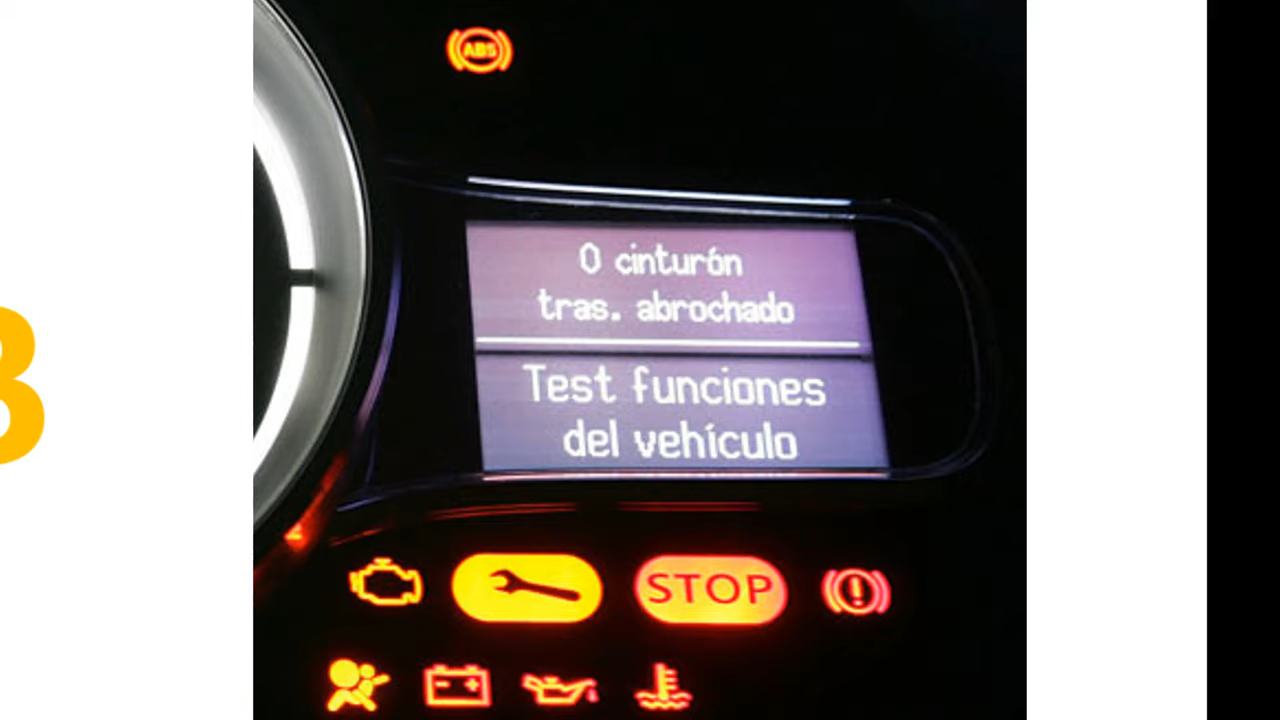 ABS
0 cinturón
tras. abrochado
Test funciones
del vehículo
STOP